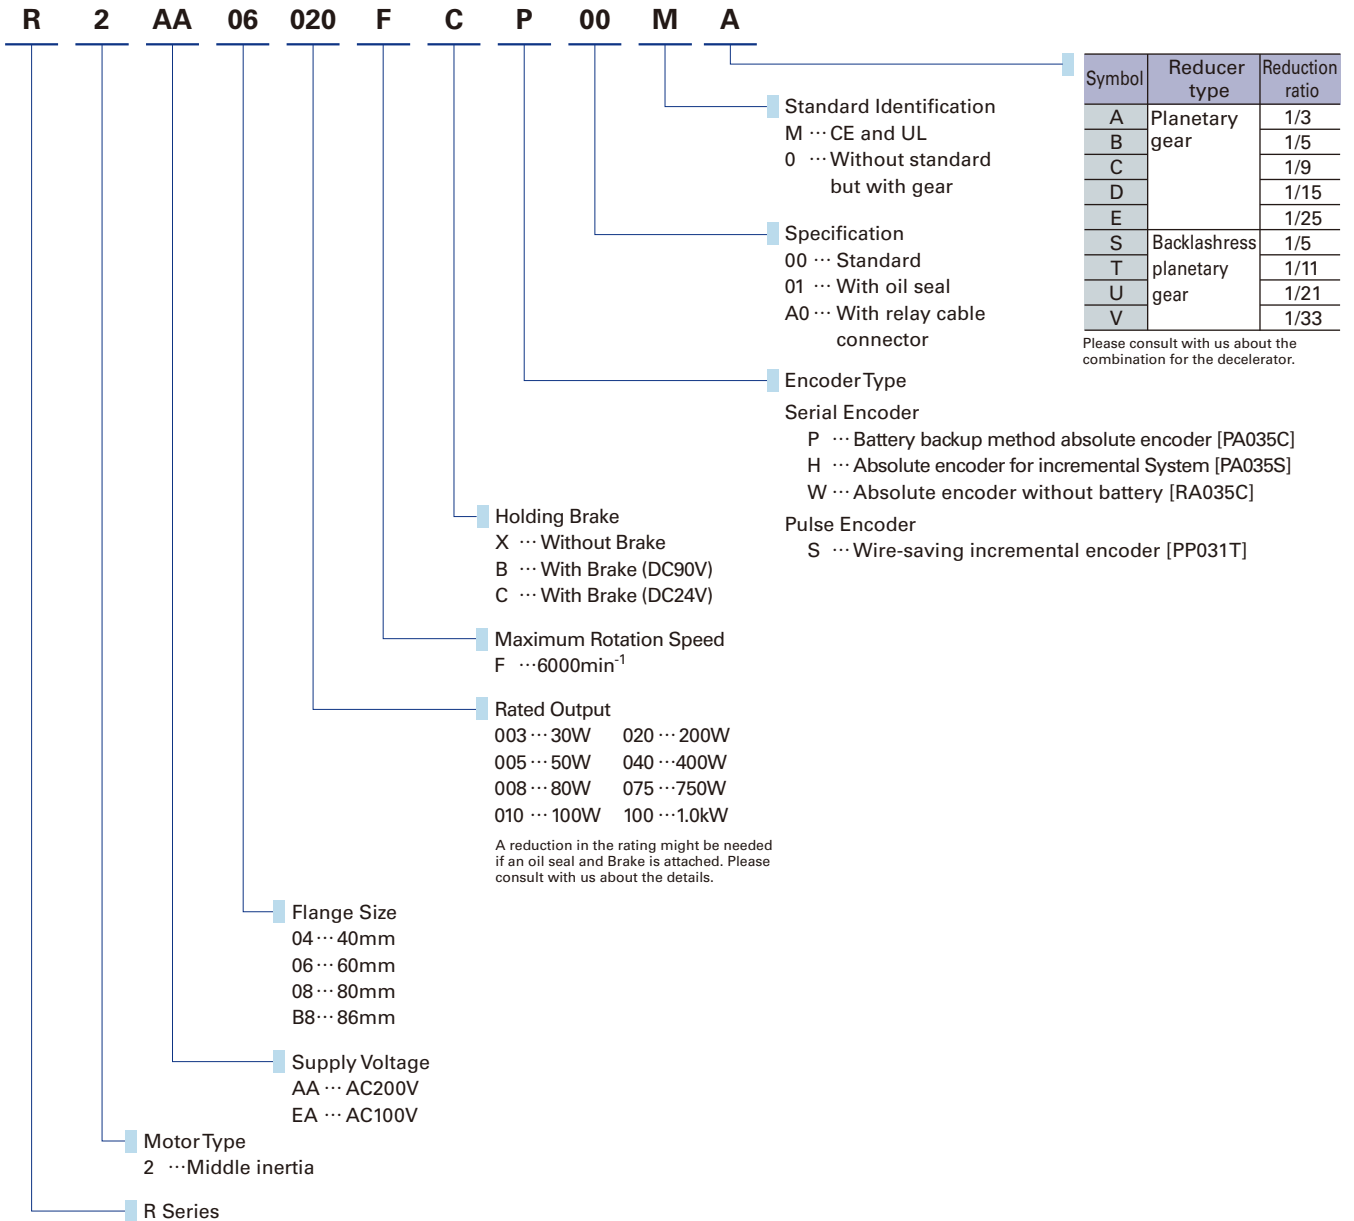 R 2 AA 06 020 F C P 00 M A
Symbol Reducer type Reduction ratio
A Planetary gear 1/3
B 1/5
C 1/9
D 1/15
E 1/25
S Backlashress planetary gear 1/5
T 1/11
U 1/21
V 1/33
Please consult with us about the
combination for the decelerator.
Standard Identification
M ··· CE and UL
0 ··· Without standard
but with gear
Specification
00 ··· Standard
01 ··· With oil seal
A0 ··· With relay cable
connector
Encoder Type
Serial Encoder
P ··· Battery backup method absolute encoder [PA035C]
H ··· Absolute encoder for incremental System [PA035S]
W ··· Absolute encoder without battery [RA035C]
Pulse Encoder
S ··· Wire-saving incremental encoder [PP031T]
Holding Brake
X ··· Without Brake
B ··· With Brake (DC90V)
C ··· With Brake (DC24V)
Maximum Rotation Speed
F ···6000min⁻¹
Rated Output
003 ··· 30W 020 ··· 200W
005 ··· 50W 040 ···400W
008 ··· 80W 075 ···750W
010 ··· 100W 100 ···1.0kW
A reduction in the rating might be needed
if an oil seal and Brake is attached. Please
consult with us about the details.
Flange Size
04 ··· 40mm
06 ··· 60mm
08 ··· 80mm
B8 ··· 86mm
Supply Voltage
AA ··· AC200V
EA ··· AC100V
Motor Type
2 ···Middle inertia
R Series